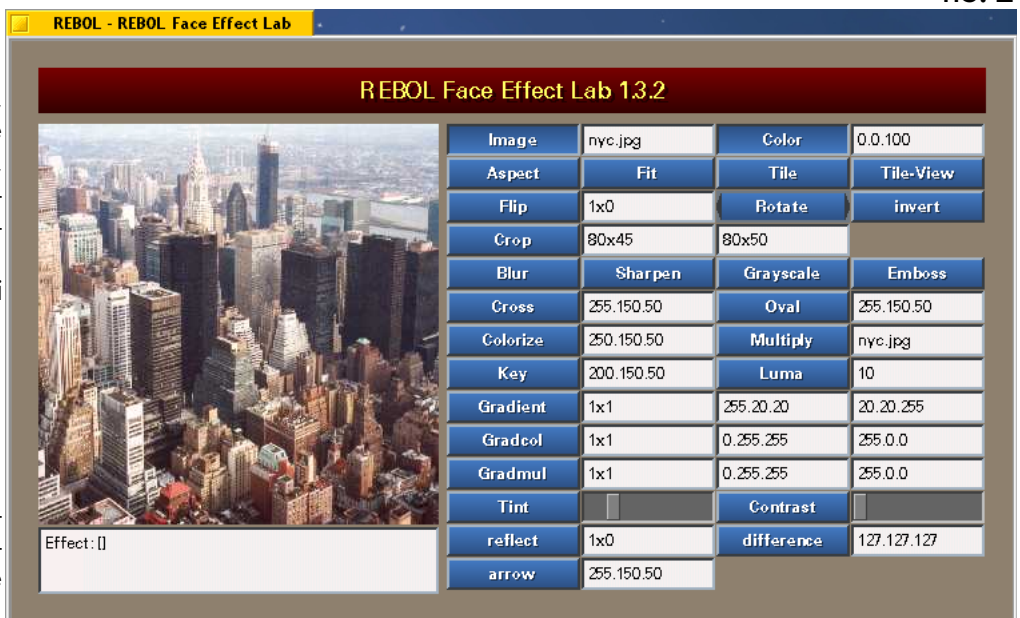 REBOL - REBOL Face Effect Lab
REBOL Face Effect Lab 1.3.2
Image nyc.jpg Color 0.0.100
Aspect Fit Tile Tile-View
Flip 1x0 Rotate invert
Crop 80x45 80x50
Blur Sharpen Grayscale Emboss
Cross 255.150.50 Oval 255.150.50
Colorize 250.150.50 Multiply nyc.jpg
Key 200.150.50 Luma 10
Gradient 1x1 255.20.20 20.20.255
Gradcol 1x1 0.255.255 255.0.0
Gradmul 1x1 0.255.255 255.0.0
Tint Contrast
Effect: [] reflect 1x0 difference 127.127.127
arrow 255.150.50